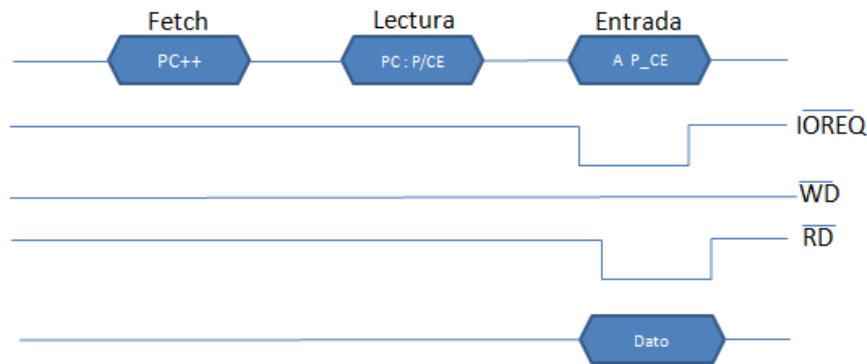 Fetch Lectura Entrada
PC++ PC : P/CE A P_CE
IOREQ
WD
RD
Dato